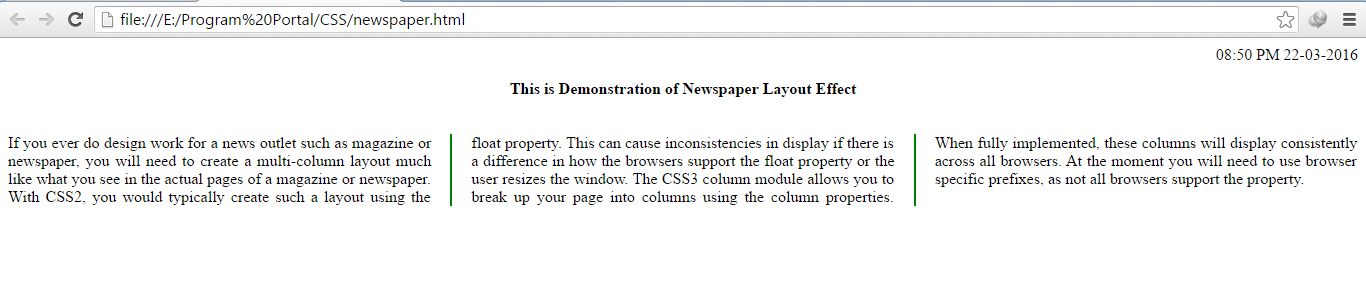 file:///E:/Program%20Portal/CSS/newspaper.html
08:50 PM 22-03-2016
This is Demonstration of Newspaper Layout Effect
If you ever do design work for a news outlet such as magazine or
newspaper, you will need to create a multi-column layout much
like what you see in the actual pages of a magazine or newspaper.
With CSS2, you would typically create such a layout using the
float property. This can cause inconsistencies in display if there is
a difference in how the browsers support the float property or the
user resizes the window. The CSS3 column module allows you to
break up your page into columns using the column properties.
When fully implemented, these columns will display consistently
across all browsers. At the moment you will need to use browser
specific prefixes, as not all browsers support the property.